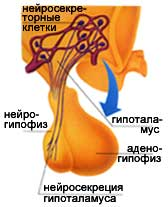 нейросекре-
торные
клетки
нейро-
гипофиз
гипотала-
мус
адено-
гипофиз
нейросекреция
гипоталамуса